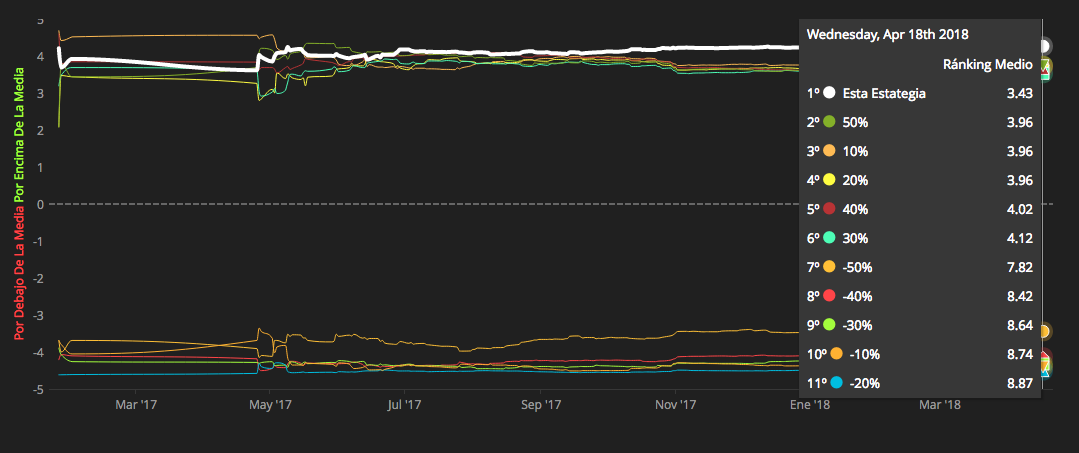 5
4
3
2
1
0
-1
-2
-3
-4
-5
Por Debajo De La Media Por Encima De La Media
Mar '17
May '17
Jul '17
Sep '17
Nov '17
Ene '18
Mar '18
Wednesday, Apr 18th 2018
Ránking Medio
1º Esta Estategia 3.43
2º 50% 3.96
3º 10% 3.96
4º 20% 3.96
5º 40% 4.02
6º 30% 4.12
7º -50% 7.82
8º -40% 8.42
9º -30% 8.64
10º -10% 8.74
11º -20% 8.87